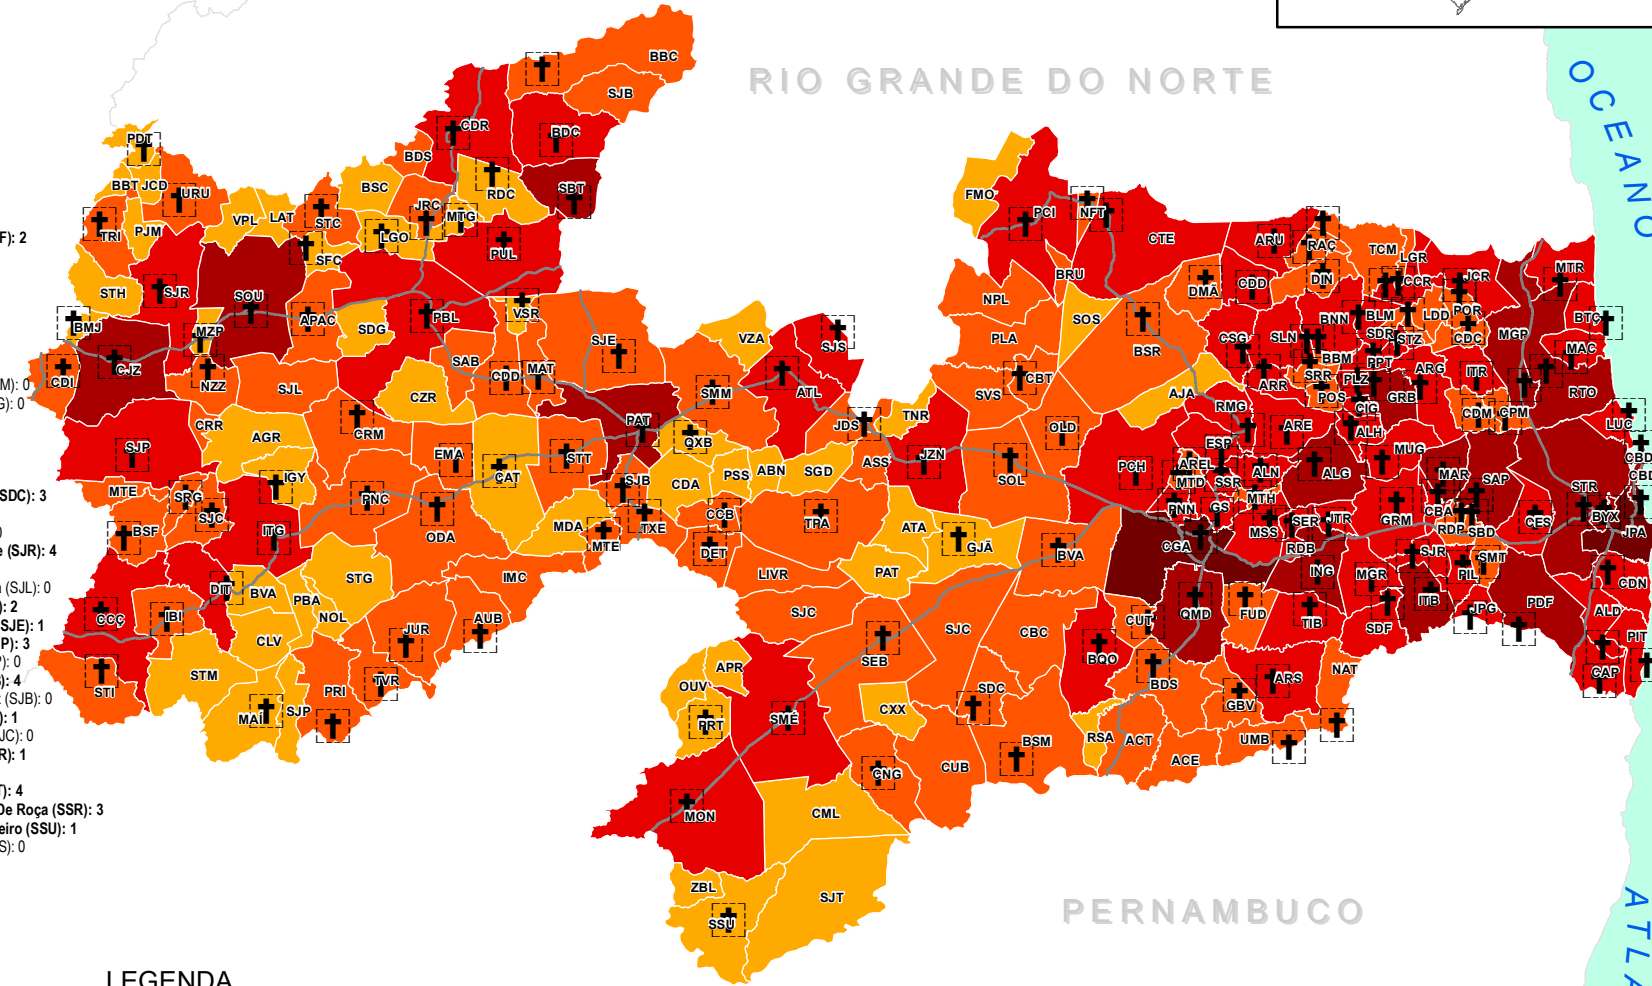 RIO GRANDE DO NORTE
OCEANO
ATL
PERNAMBUCO
F): 2
M): 0
G): 0
SDC): 3
)
e (SJR): 4
(SJL): 0
): 2
SJE): 1
P): 3
P): 0
): 4
(SJB): 0
): 1
JC): 0
R): 1
T): 4
De Roça (SSR): 3
eiro (SSU): 1
S): 0
LEGENDA
BBC
SJB
CDR
BDC
PDT
BDS
BBT JCD
URU
BSC
RDC
SBT
VPL
LAT
STC
JRC
MTG
TRI
PJM
LGO
SFC
PUL
STH
SJR
SOU
BMJ
MZP
APAC
SDG
PBL
VSR
CDI
CJZ
NZZ
SJL
SAB
CDD
MAT
SJE
VZA
SJS
CZR
SMM
ATL
CRR
CRM
PAT
JDS
TNR
SJP
AGR
EMA
STT
QXB
ASS
JZN
IGY
CAT
SJB
CDA
PSS
ABN
SGD
MTE
SRG
SJC
PNC
BSF
ITG
ODA
MDA
MTE
TXE
CCB
TPA
ATA
GJÃ
DET
DIT
BVA
STG
IMC
LIVR
PAT
CCÇ
IBI
PBA
NOL
SJC
CLV
JUR
AUB
STI
STM
PRI
TVR
MAÍ
SJP
SEB
SJC
CBC
OUV
APR
PRT
SME
CXX
SDC
CNG
CUB
BSM
MON
CML
ZBL
SSU
SJT
FMO
PCI
NFT
CTE
ARU
RAÇ
TCM
LGR
BRU
DMÃ
CDD
DIN
CCR
JCR
MTR
NPL
SOS
BNN
BLM
LDD
POR
BTC
PLA
BSR
CSG
SLN
SDR
STZ
CDC
MGP
MAC
CBT
SVS
ARR
BBM
PPT
SRR
PLZ
ARG
ITR
RTO
AJA
RMG
POS
CIG
GRB
CDM
CPM
LUC
OLD
ESP
ARE
ALH
MUG
CBD
SOL
PCH
AREL
MTD
SSR
ALN
ALG
MAR
SAP
STR
PNN
GS
MTH
GRM
CBA
CES
BYX
JPA
CGA
MSS
SER
JTR
RDP
SBD
BVA
RDB
SJR
SMT
ING
MGR
PIL
CDN
QMD
FUD
TIB
ITB
JPG
PDF
ALD
CUT
SDF
PIT
BQO
BDS
ARS
NAT
CAP
GBV
RSA
ACT
UMB
ACE